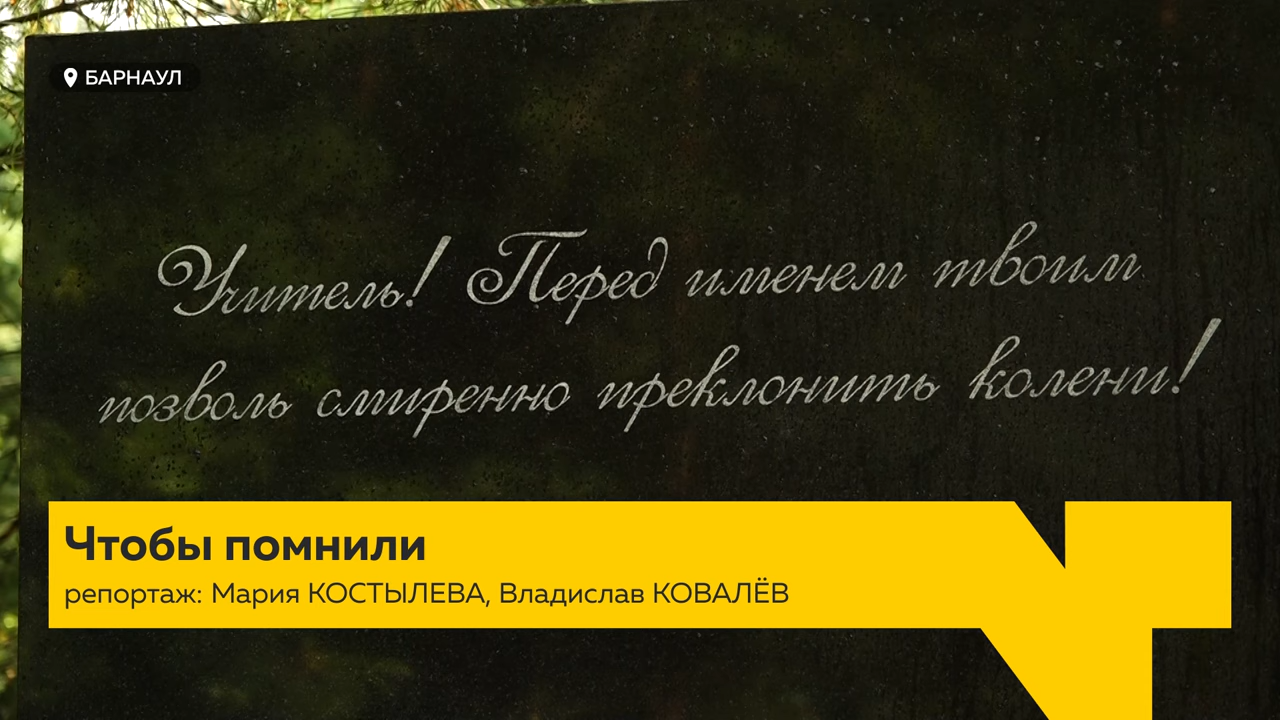 БАРНАУЛ
Учитель! Перед именем твоим
позволь смиренно преклонить колени!
Чтобы помнили
репортаж: Мария КОСТЫЛЕВА, Владислав КОВАЛЁВ